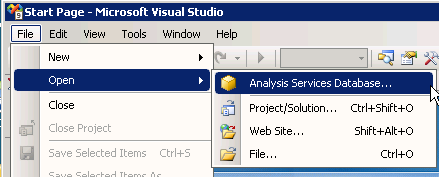 Start Page - Microsoft Visual Studio
File Edit View Tools Window Help
New
Open
Close
Close Project
Save Selected Items Ctrl+S
Save Selected Items As
Analysis Services Database...
Project/Solution... Ctrl+Shift+O
Web Site... Shift+Alt+O
File... Ctrl+O